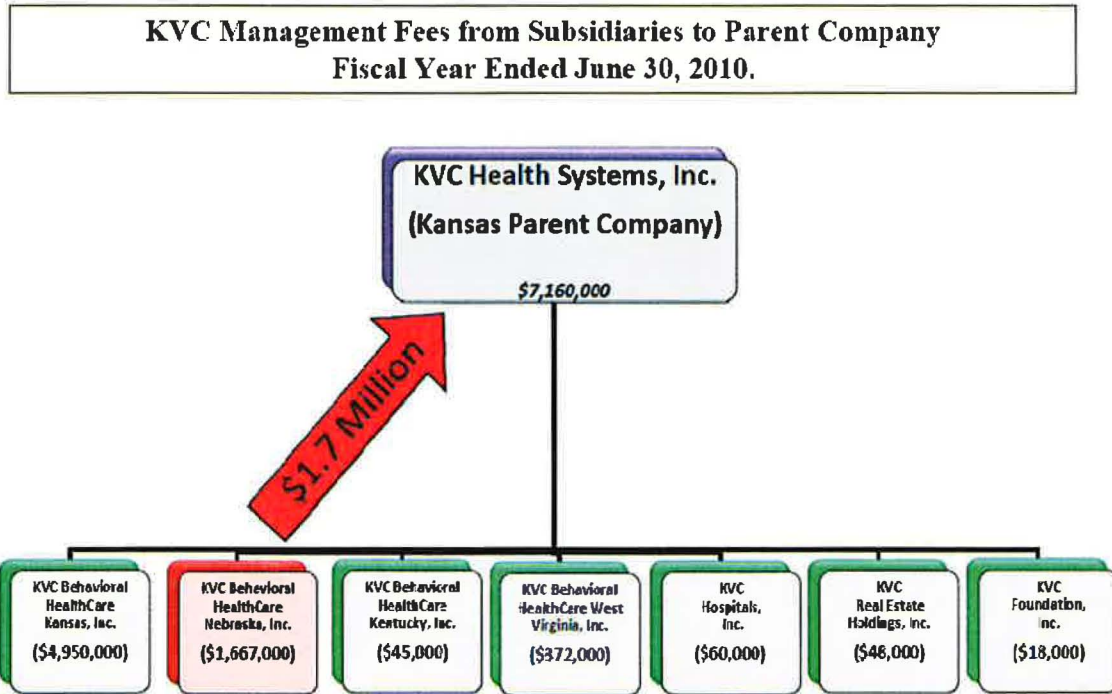 KVC Management Fees from Subsidiaries to Parent Company
Fiscal Year Ended June 30, 2010.
KVC Health Systems, Inc.
(Kansas Parent Company)
$7,160,000
$1.7 Million
KVC Behavioral
HealthCare
Kansas, Inc.
($4,950,000)
KVC Behavioral
HealthCare
Nebraska, Inc.
($1,667,000)
KVC Behavioral
HealthCare
Kentucky, Inc.
($45,000)
KVC Behavioral
HealthCare West
Virginia, Inc.
($372,000)
KVC
Hospitals,
Inc.
($60,000)
KVC
Real Estate
Holdings, Inc.
($48,000)
KVC
Foundation,
Inc.
($18,000)